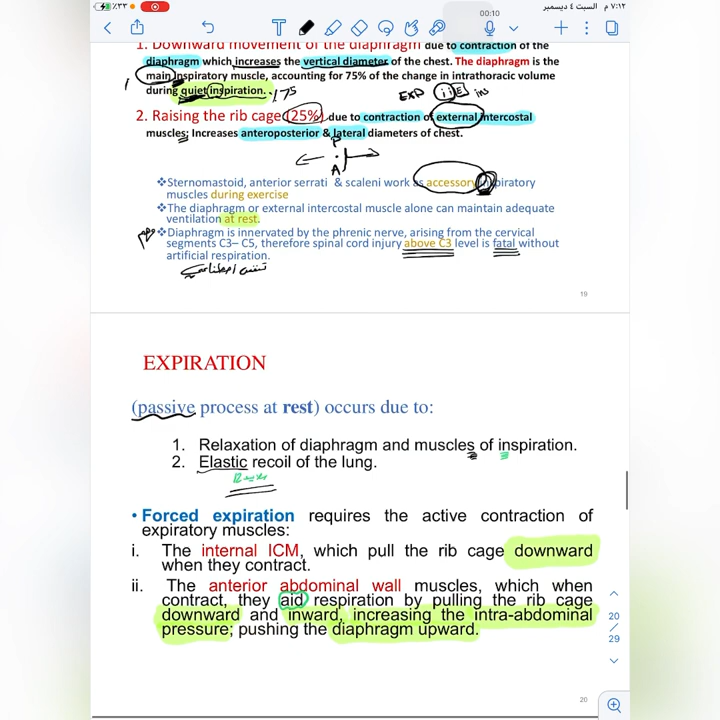 ٪٣٣
00:10
٧:١٢ م السبت ٤ ديسمبر
1. Downward movement of the diaphragm due to contraction of the
diaphragm which increases the vertical diameter of the chest. The diaphragm is the
main inspiratory muscle, accounting for 75% of the change in intrathoracic volume
during quiet inspiration. 75
EXP i E ins
2. Raising the rib cage (25%) due to contraction of external intercostal
muscles; Increases anteroposterior & lateral diameters of chest.
P
A
❖Sternomastoid, anterior serrati & scaleni work as accessory inspiratory
muscles during exercise
❖The diaphragm or external intercostal muscle alone can maintain adequate
ventilation at rest.
❖Diaphragm is innervated by the phrenic nerve, arising from the cervical
segments C3– C5, therefore spinal cord injury above C3 level is fatal without
artificial respiration.
تنفس اصطناعي
19
EXPIRATION
(passive process at rest) occurs due to:
1. Relaxation of diaphragm and muscles of inspiration.
2. Elastic recoil of the lung.
• Forced expiration requires the active contraction of
expiratory muscles:
i. The internal ICM, which pull the rib cage downward
when they contract.
ii. The anterior abdominal wall muscles, which when
contract, they aid respiration by pulling the rib cage
downward and inward, increasing the intra-abdominal
pressure; pushing the diaphragm upward.
20
/
29
20